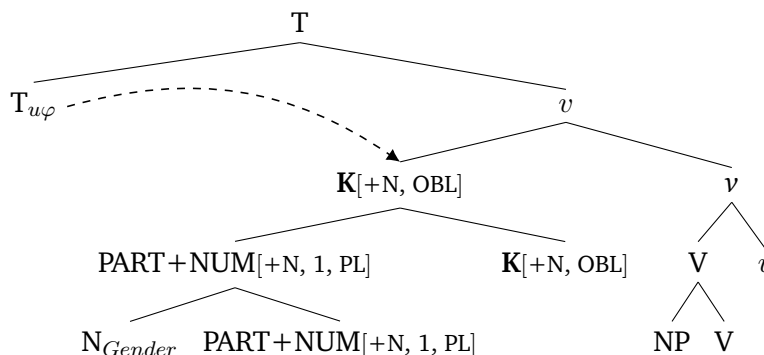 T
T_{uφ} v
K[+N, OBL] v
PART+NUM[+N, 1, PL] K[+N, OBL] V
N_{Gender} PART+NUM[+N, 1, PL] NP V